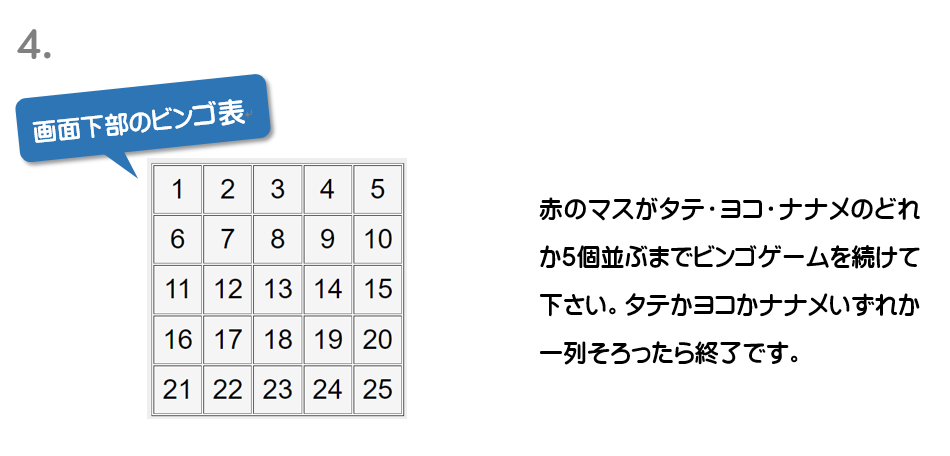 4.
画面下部のビンゴ表
1 2 3 4 5
6 7 8 9 10
11 12 13 14 15
16 17 18 19 20
21 22 23 24 25
赤のマスがタテ・ヨコ・ナナメのどれ
か5個並ぶまでビンゴゲームを続けて
下さい。タテかヨコかナナメいずれか
一列そろったら終了です。